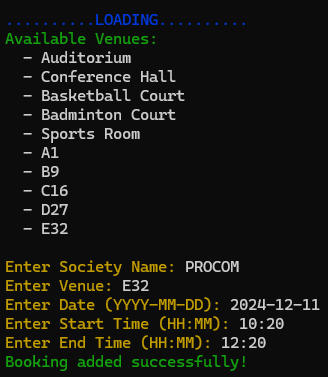 ..........LOADING..........
Available Venues:
- Auditorium
- Conference Hall
- Basketball Court
- Badminton Court
- Sports Room
- A1
- B9
- C16
- D27
- E32
Enter Society Name: PROCOM
Enter Venue: E32
Enter Date (YYYY-MM-DD): 2024-12-11
Enter Start Time (HH:MM): 10:20
Enter End Time (HH:MM): 12:20
Booking added successfully!